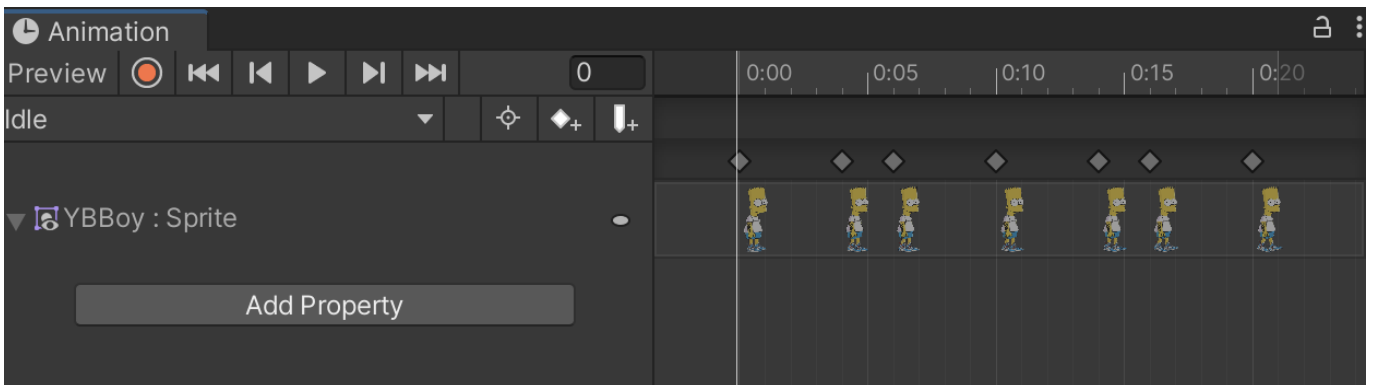 Animation
Preview 0 0:00 0:05 0:10 0:15 0:20
Idle
YBBoy : Sprite
Add Property